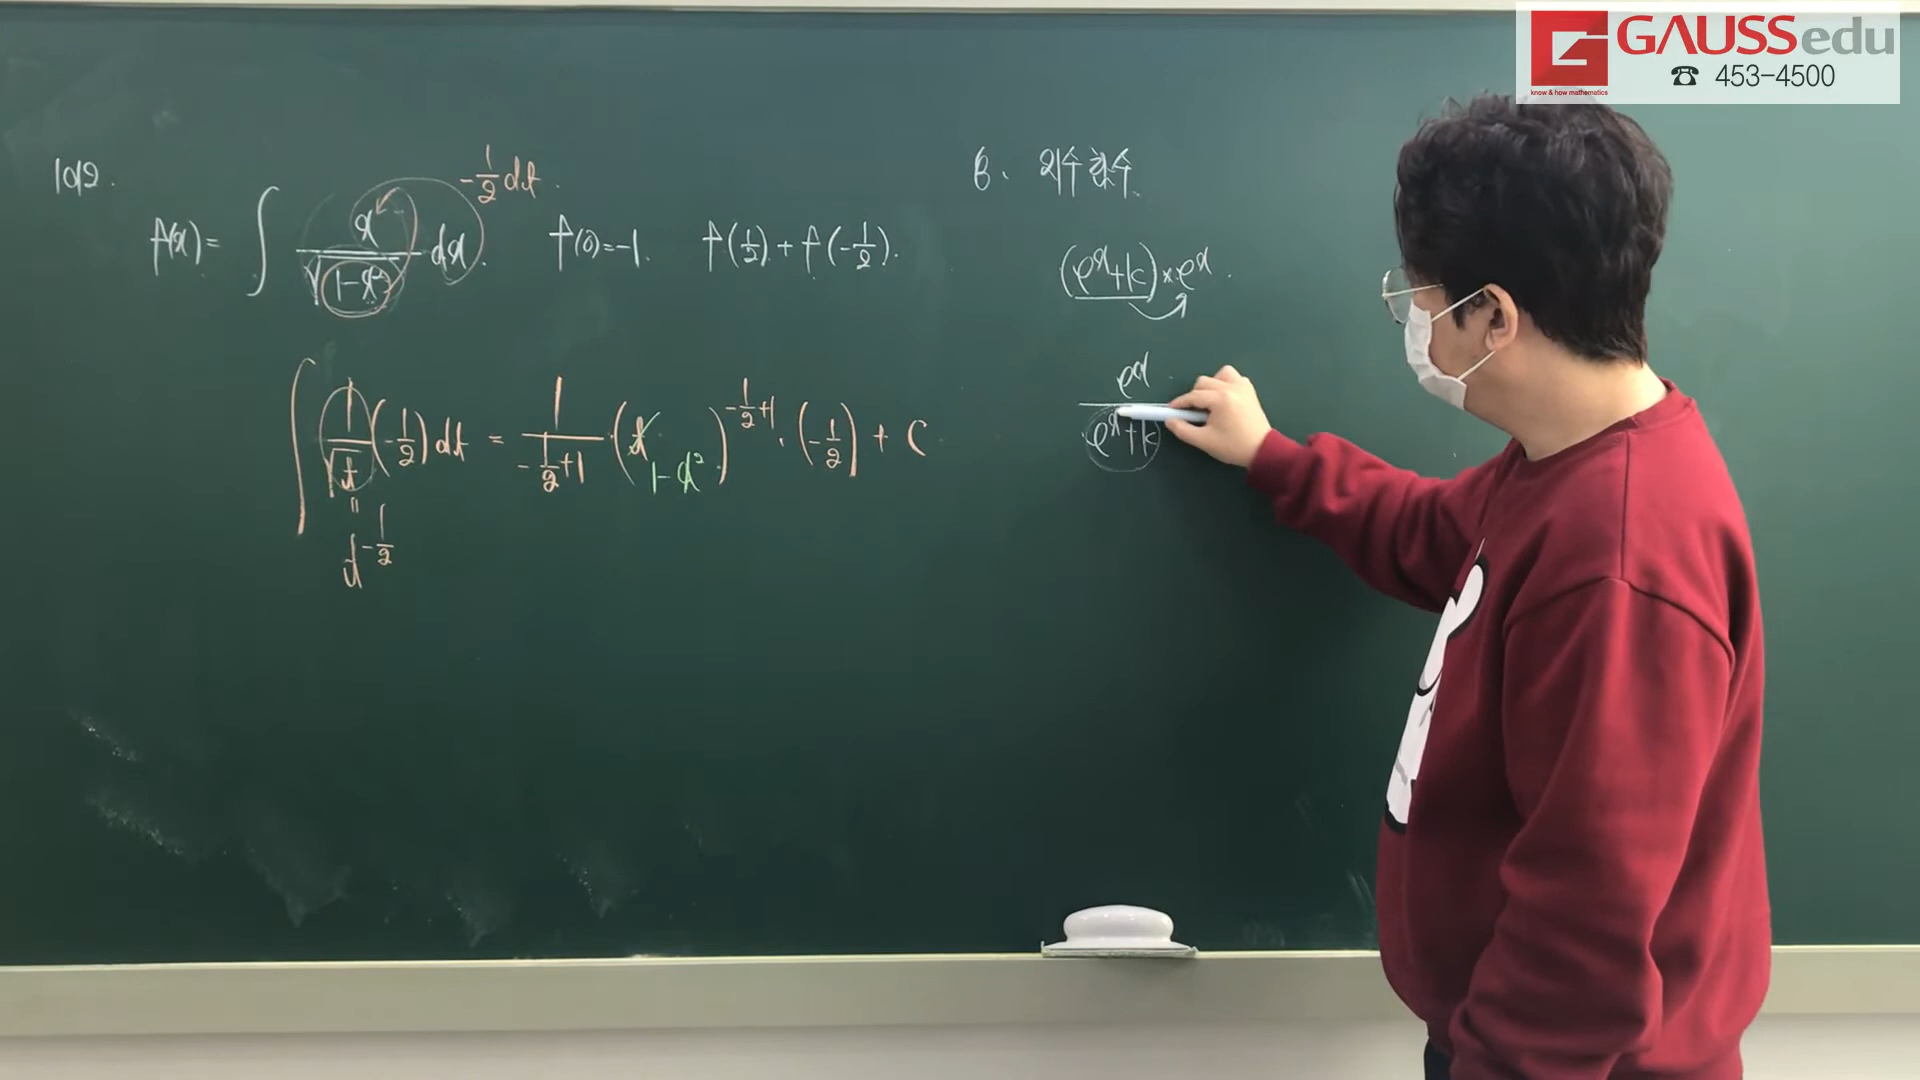 GAUSSedu
know & how mathematics
☎ 453-4500
1012.
f(x) = ∫ x/√(1-x²) dx. -1/2 dt. f(0)=-1. f(1/2)+f(-1/2).
∫ 1/√t (-1/2) dt = 1/(-1/2+1) · (t 1-x²)^(-1/2+1) · (-1/2) + C
"
t^(-1/2)
6. 지수함수
(e^x+k)×e^x.
e^x/(e^x+k)